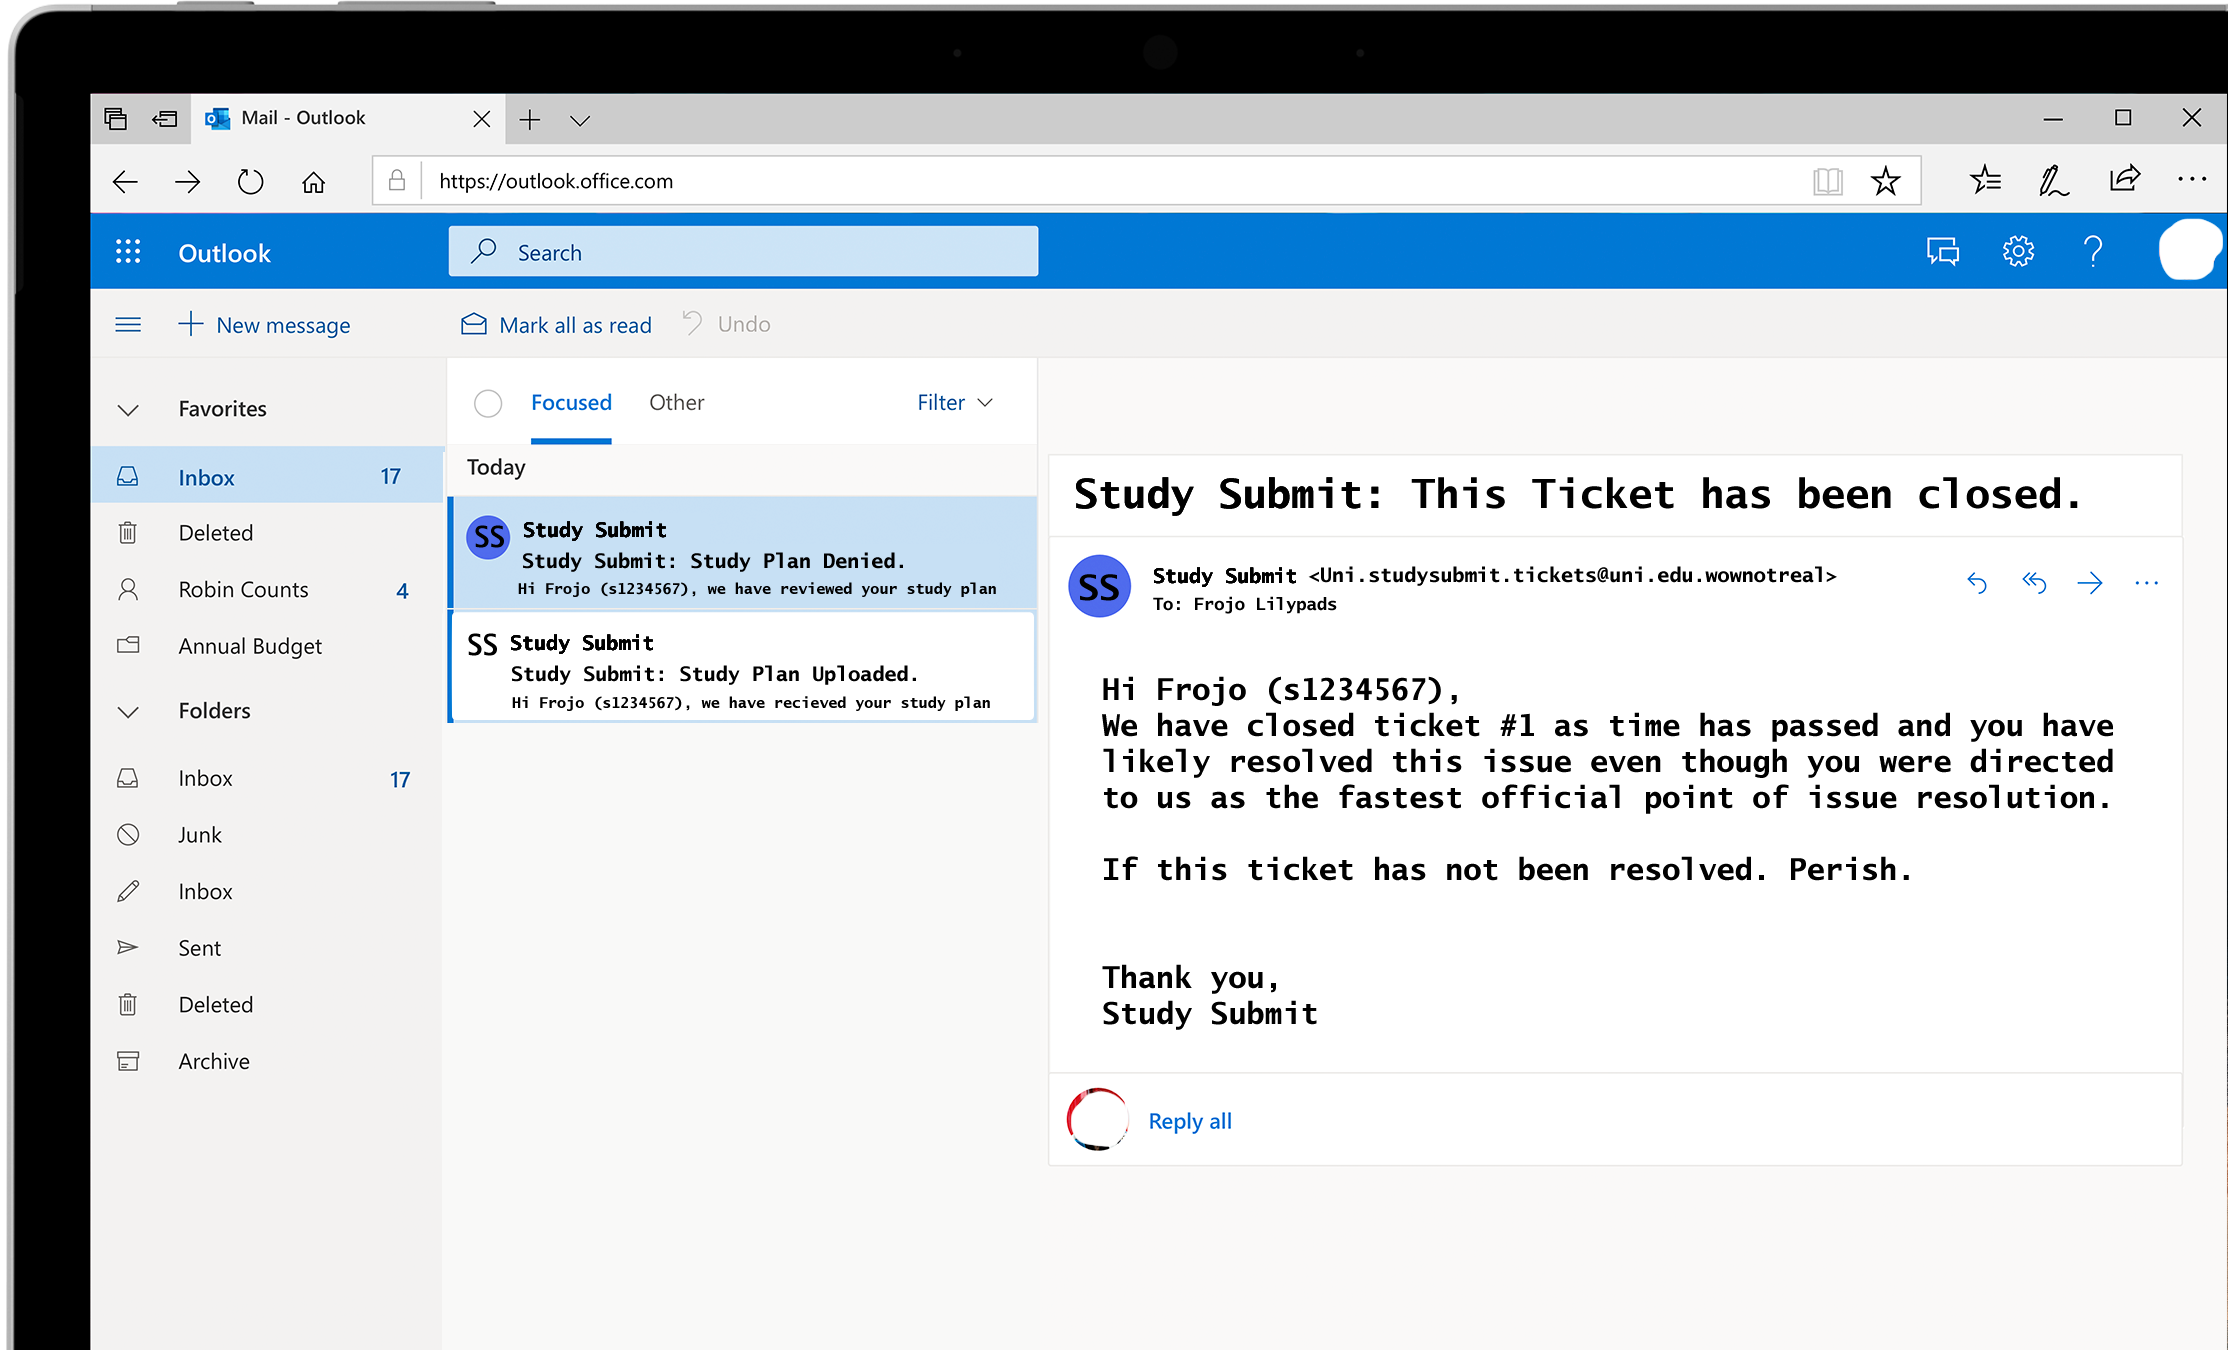 Mail - Outlook
https://outlook.office.com
Outlook
Search
New message
Mark all as read
Undo
Favorites
Inbox 17
Deleted
Robin Counts 4
Annual Budget
Folders
Inbox 17
Junk
Inbox
Sent
Deleted
Archive
Focused
Other
Filter
Today
SS
Study Submit
Study Submit: Study Plan Denied.
Hi Frojo (s1234567), we have reviewed your study plan
SS
Study Submit
Study Submit: Study Plan Uploaded.
Hi Frojo (s1234567), we have recieved your study plan
Study Submit: This Ticket has been closed.
SS
Study Submit <Uni.studysubmit.tickets@uni.edu.wownotreal>
To: Frojo Lilypads
Hi Frojo (s1234567),
We have closed ticket #1 as time has passed and you have
likely resolved this issue even though you were directed
to us as the fastest official point of issue resolution.
If this ticket has not been resolved. Perish.
Thank you,
Study Submit
Reply all